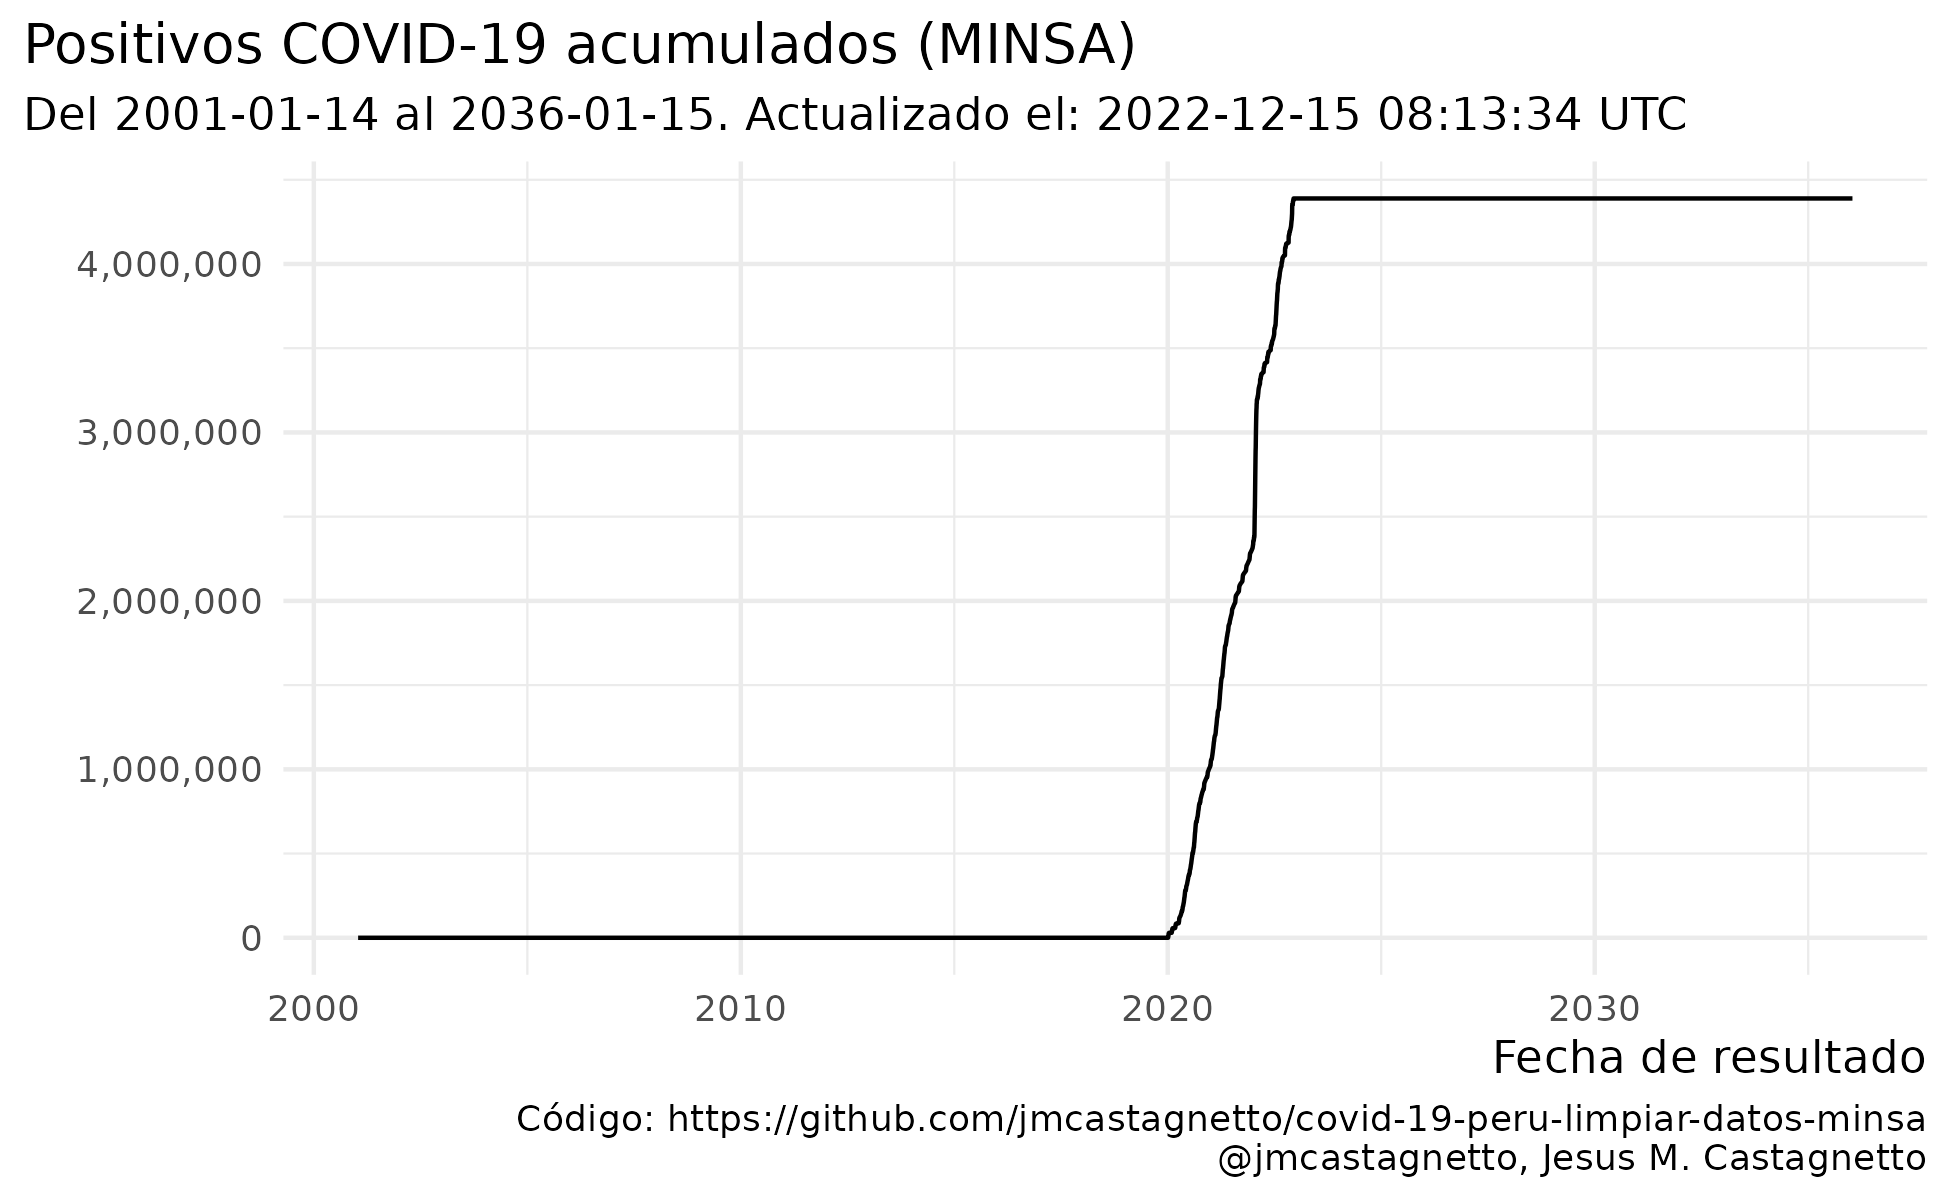 Positivos COVID-19 acumulados (MINSA)
Del 2001-01-14 al 2036-01-15. Actualizado el: 2022-12-15 08:13:34 UTC
4,000,000
3,000,000
2,000,000
1,000,000
0
2000 2010 2020 2030
Fecha de resultado
Código: https://github.com/jmcastagnetto/covid-19-peru-limpiar-datos-minsa
@jmcastagnetto, Jesus M. Castagnetto